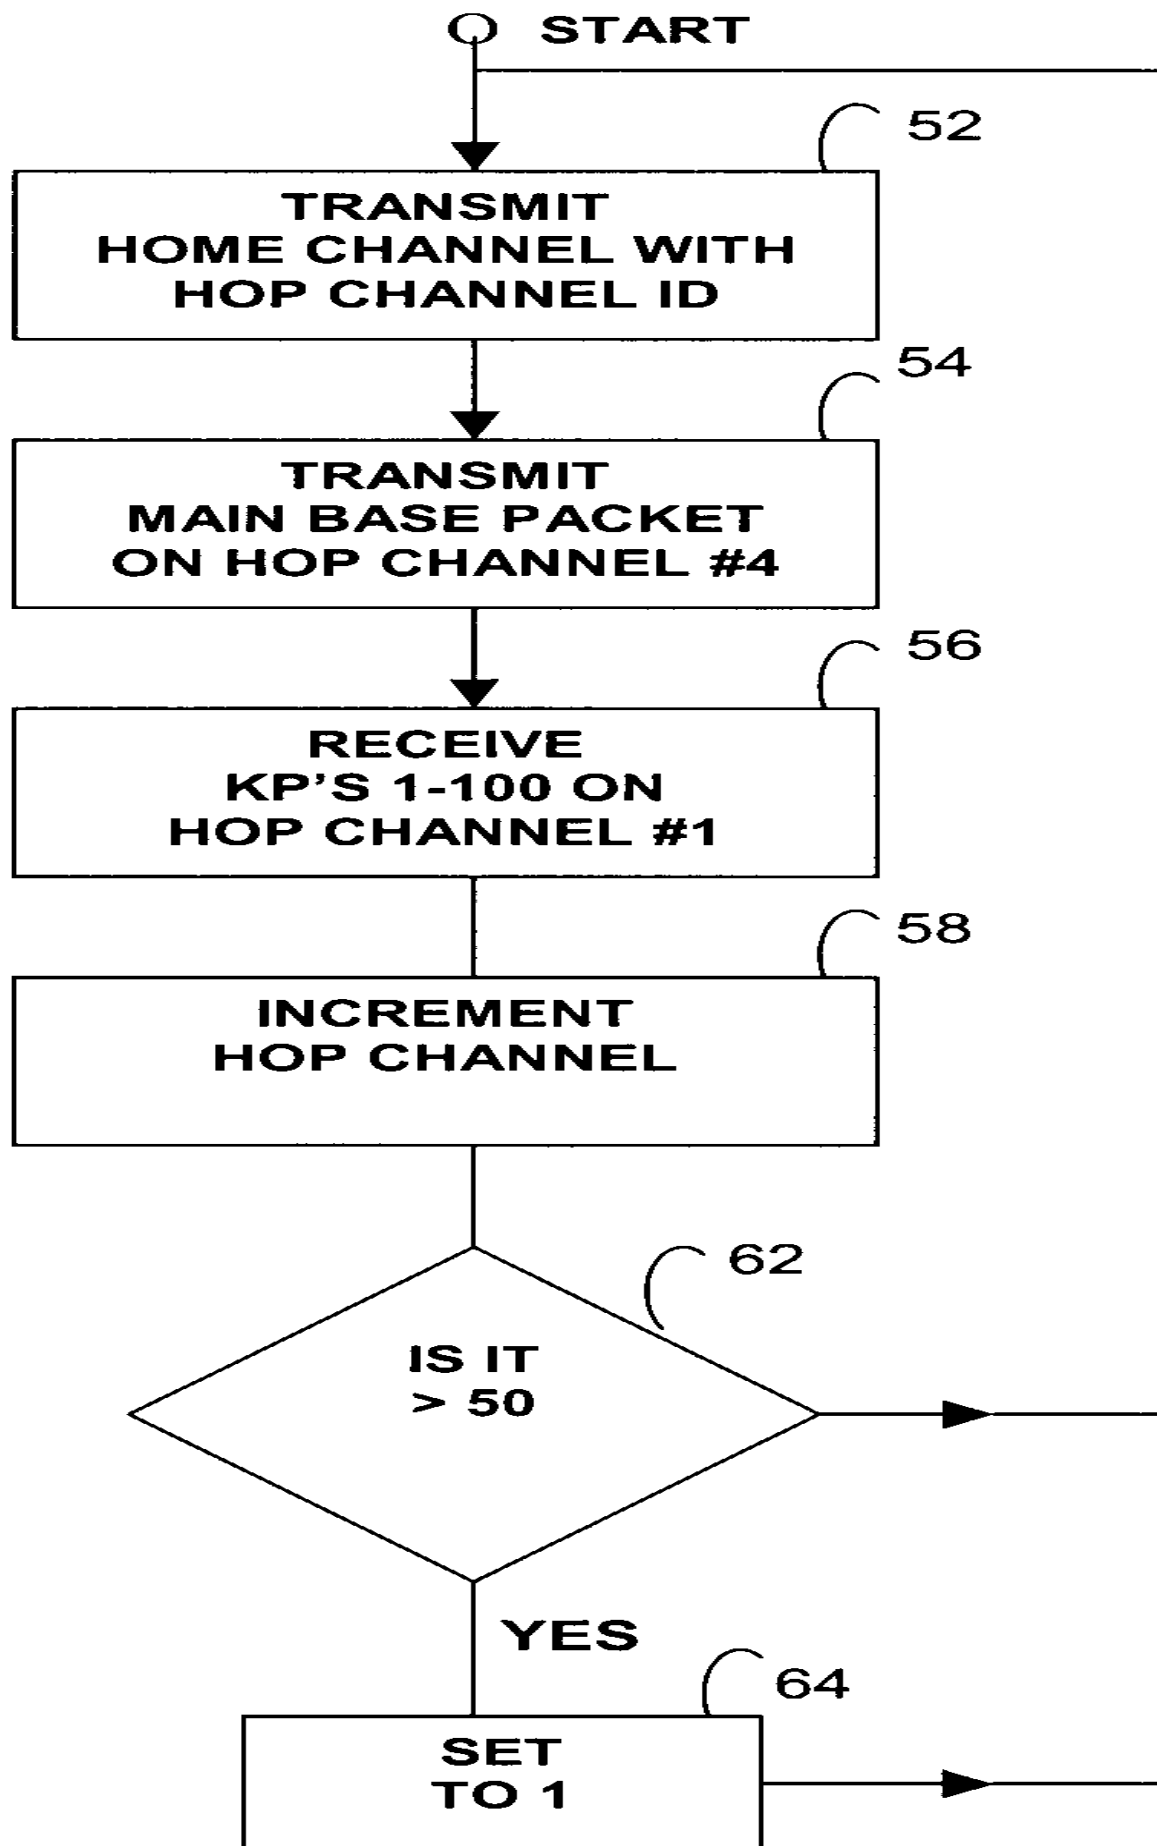 START
52
TRANSMIT
HOME CHANNEL WITH
HOP CHANNEL ID
54
TRANSMIT
MAIN BASE PACKET
ON HOP CHANNEL #4
56
RECEIVE
KP'S 1-100 ON
HOP CHANNEL #1
58
INCREMENT
HOP CHANNEL
62
IS IT
> 50
YES
64
SET
TO 1